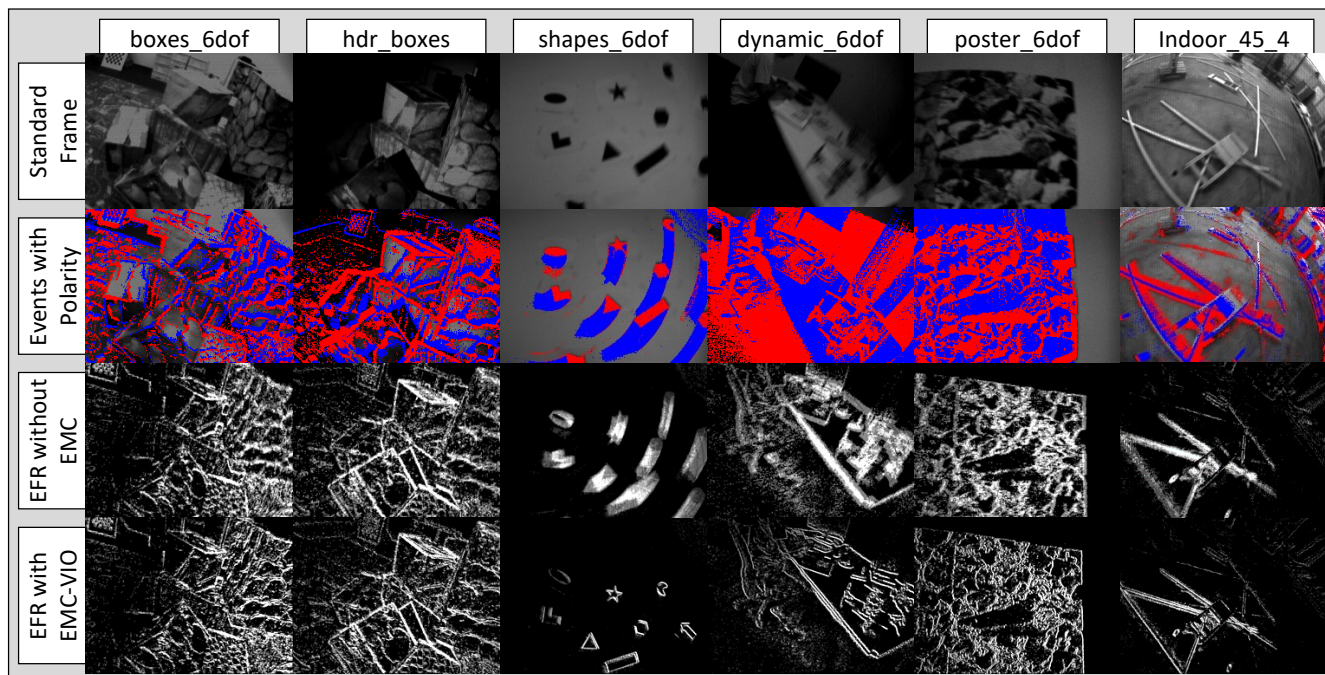 boxes_6dof
hdr_boxes
shapes_6dof
dynamic_6dof
poster_6dof
Indoor_45_4
Standard
Frame
Events with
Polarity
EFR without
EMC
EFR with
EMC-VIO